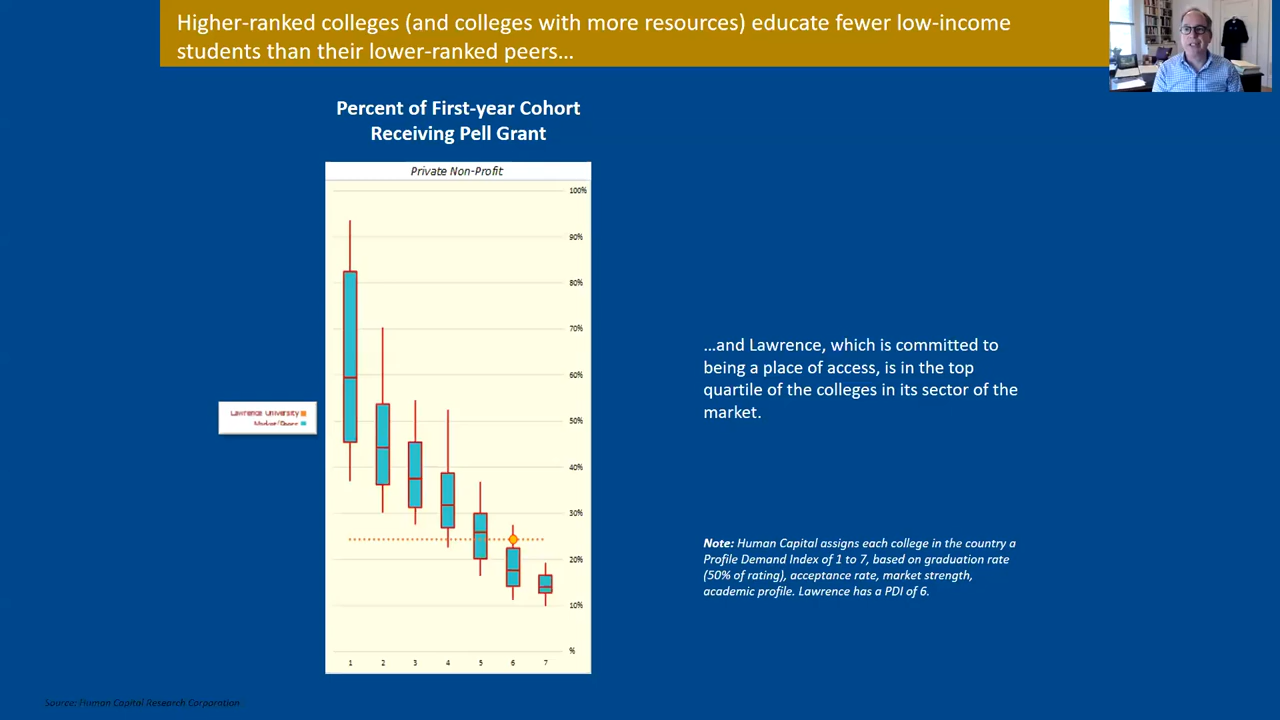 Higher-ranked colleges (and colleges with more resources) educate fewer low-income
students than their lower-ranked peers...
Percent of First-year Cohort
Receiving Pell Grant
Private Non-Profit
100%
90%
80%
70%
60%
50%
40%
30%
20%
10%
%
1 2 3 4 5 6 7
Lawrence University
…and Lawrence, which is committed to
being a place of access, is in the top
quartile of the colleges in its sector of the
market.
Note: Human Capital assigns each college in the country a
Profile Demand Index of 1 to 7, based on graduation rate
(50% of rating), acceptance rate, market strength,
academic profile. Lawrence has a PDI of 6.
Source: Human Capital Research Corporation